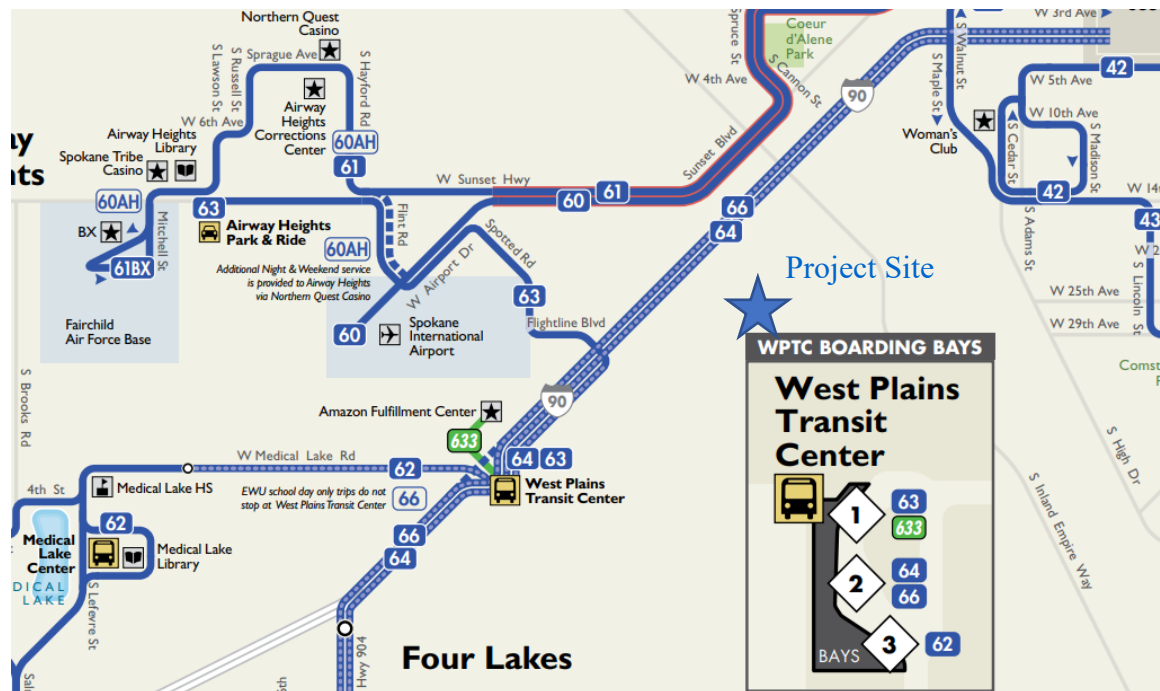 Northern Quest
Casino
Sprague Ave
S Lawson St
S Russell St
S Hayford Rd
W 6th Ave
Airway
Heights
Corrections
Center
60AH
61
Airway Heights
Library
Spokane Tribe
Casino
ay
nts
60AH
63
BX
Mitchell St
61BX
Airway Heights
Park & Ride
60AH
Additional Night & Weekend service
is provided to Airway Heights
via Northern Quest Casino
Flint Rd
W Sunset Hwy
60
61
Sunset Blvd
Spruce St
Coeur
d'Alene
Park
W 4th Ave
S Cannon St
90
W 3rd Ave
S Walnut St
S Maple St
42
W 5th Ave
W 10th Ave
Woman's
Club
S Cedar St
S Madison St
42
W 14t
43
S Adams St
W 2
S Lincoln St
W 25th Ave
W 29th Ave
Comst
S High Dr
S Inland Empire Way
66
64
Project Site
Spotted Rd
W Airport Dr
63
60
Flightline Blvd
Spokane
International
Airport
Fairchild
Air Force Base
S Brooks Rd
90
Amazon Fulfillment Center
633
64
63
West Plains
Transit Center
W Medical Lake Rd
62
EWU school day only trips do not
stop at West Plains Transit Center
66
4th St
Medical Lake HS
62
Medical
Lake
Center
Medical Lake
Library
DICAL
LAKE
S Lefevre St
Sal
66
64
Hwy 904
Four Lakes
WPTC BOARDING BAYS
West Plains
Transit
Center
1
63
633
2
64
66
3
62
BAYS